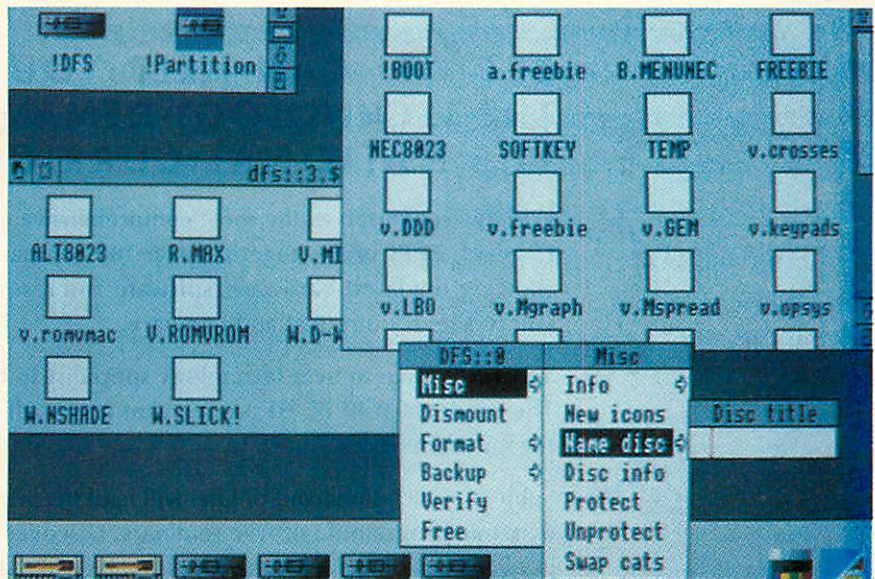 !DFS !Partition
!BOOT a.freebie B.MENUNEC FREEBIE
NEC8023 SOFTKEY TEMP v.crosses
dfs::3.$
v.DDD v.freebie v.GEM v.keypads
ALT8023 R.MAX V.MI
v.LBO v.Mgraph v.Mspread v.opsys
v.romvmac V.ROMVROM W.D-W
DFS::0 Misc
W.NSHADE W.SLICK!
Misc Info
Dismount New icons Disc title
Format Name disc
Backup Disc info
Verify Protect
Free Unprotect
Swap cats